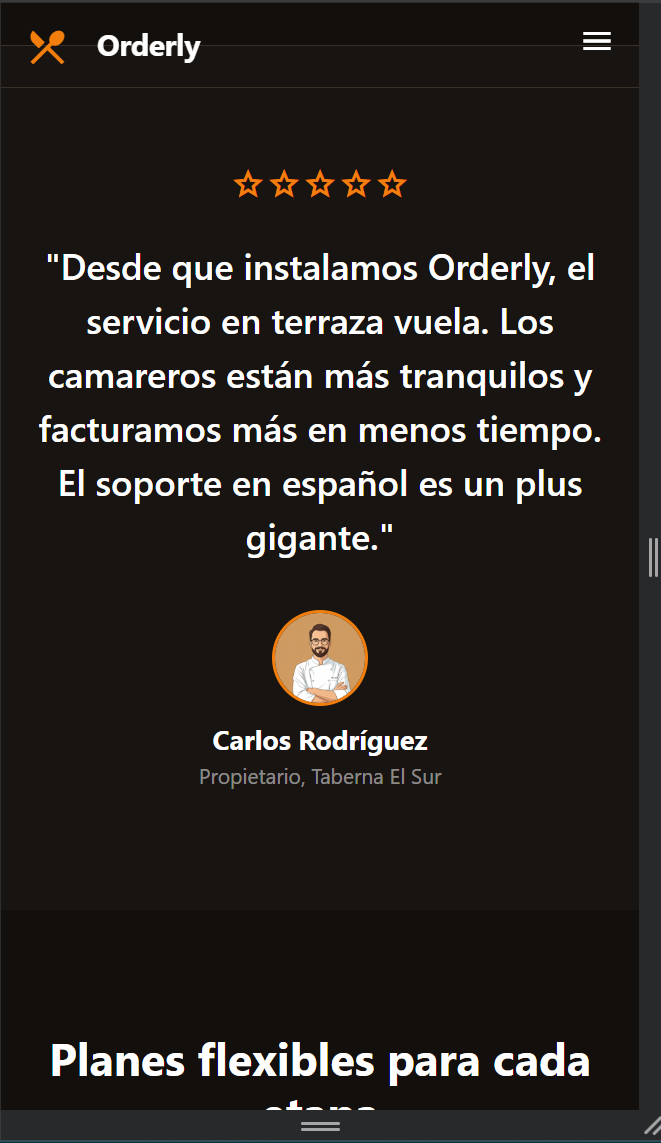 Orderly
"Desde que instalamos Orderly, el
servicio en terraza vuela. Los
camareros están más tranquilos y
facturamos más en menos tiempo.
El soporte en español es un plus
gigante."
Carlos Rodríguez
Propietario, Taberna El Sur
Planes flexibles para cada
etapa